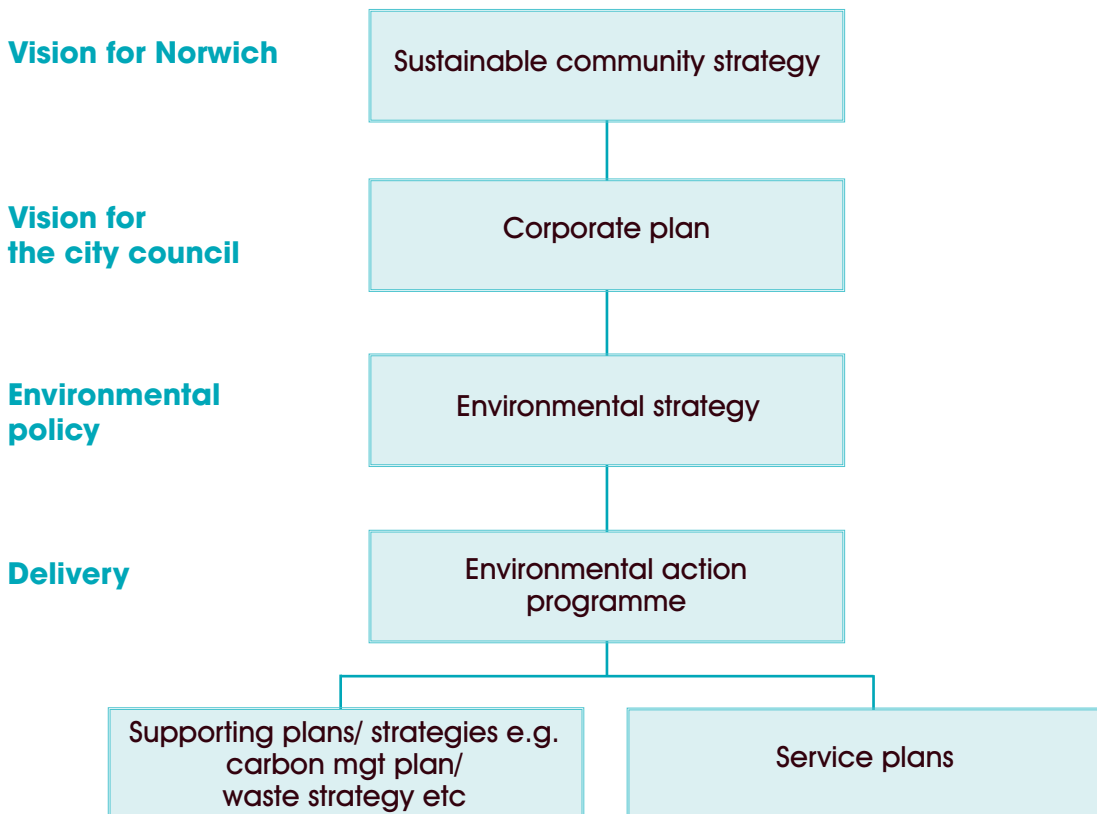 Vision for Norwich
Sustainable community strategy
Vision for
the city council
Corporate plan
Environmental
policy
Environmental strategy
Delivery
Environmental action
programme
Supporting plans/ strategies e.g.
carbon mgt plan/
waste strategy etc
Service plans